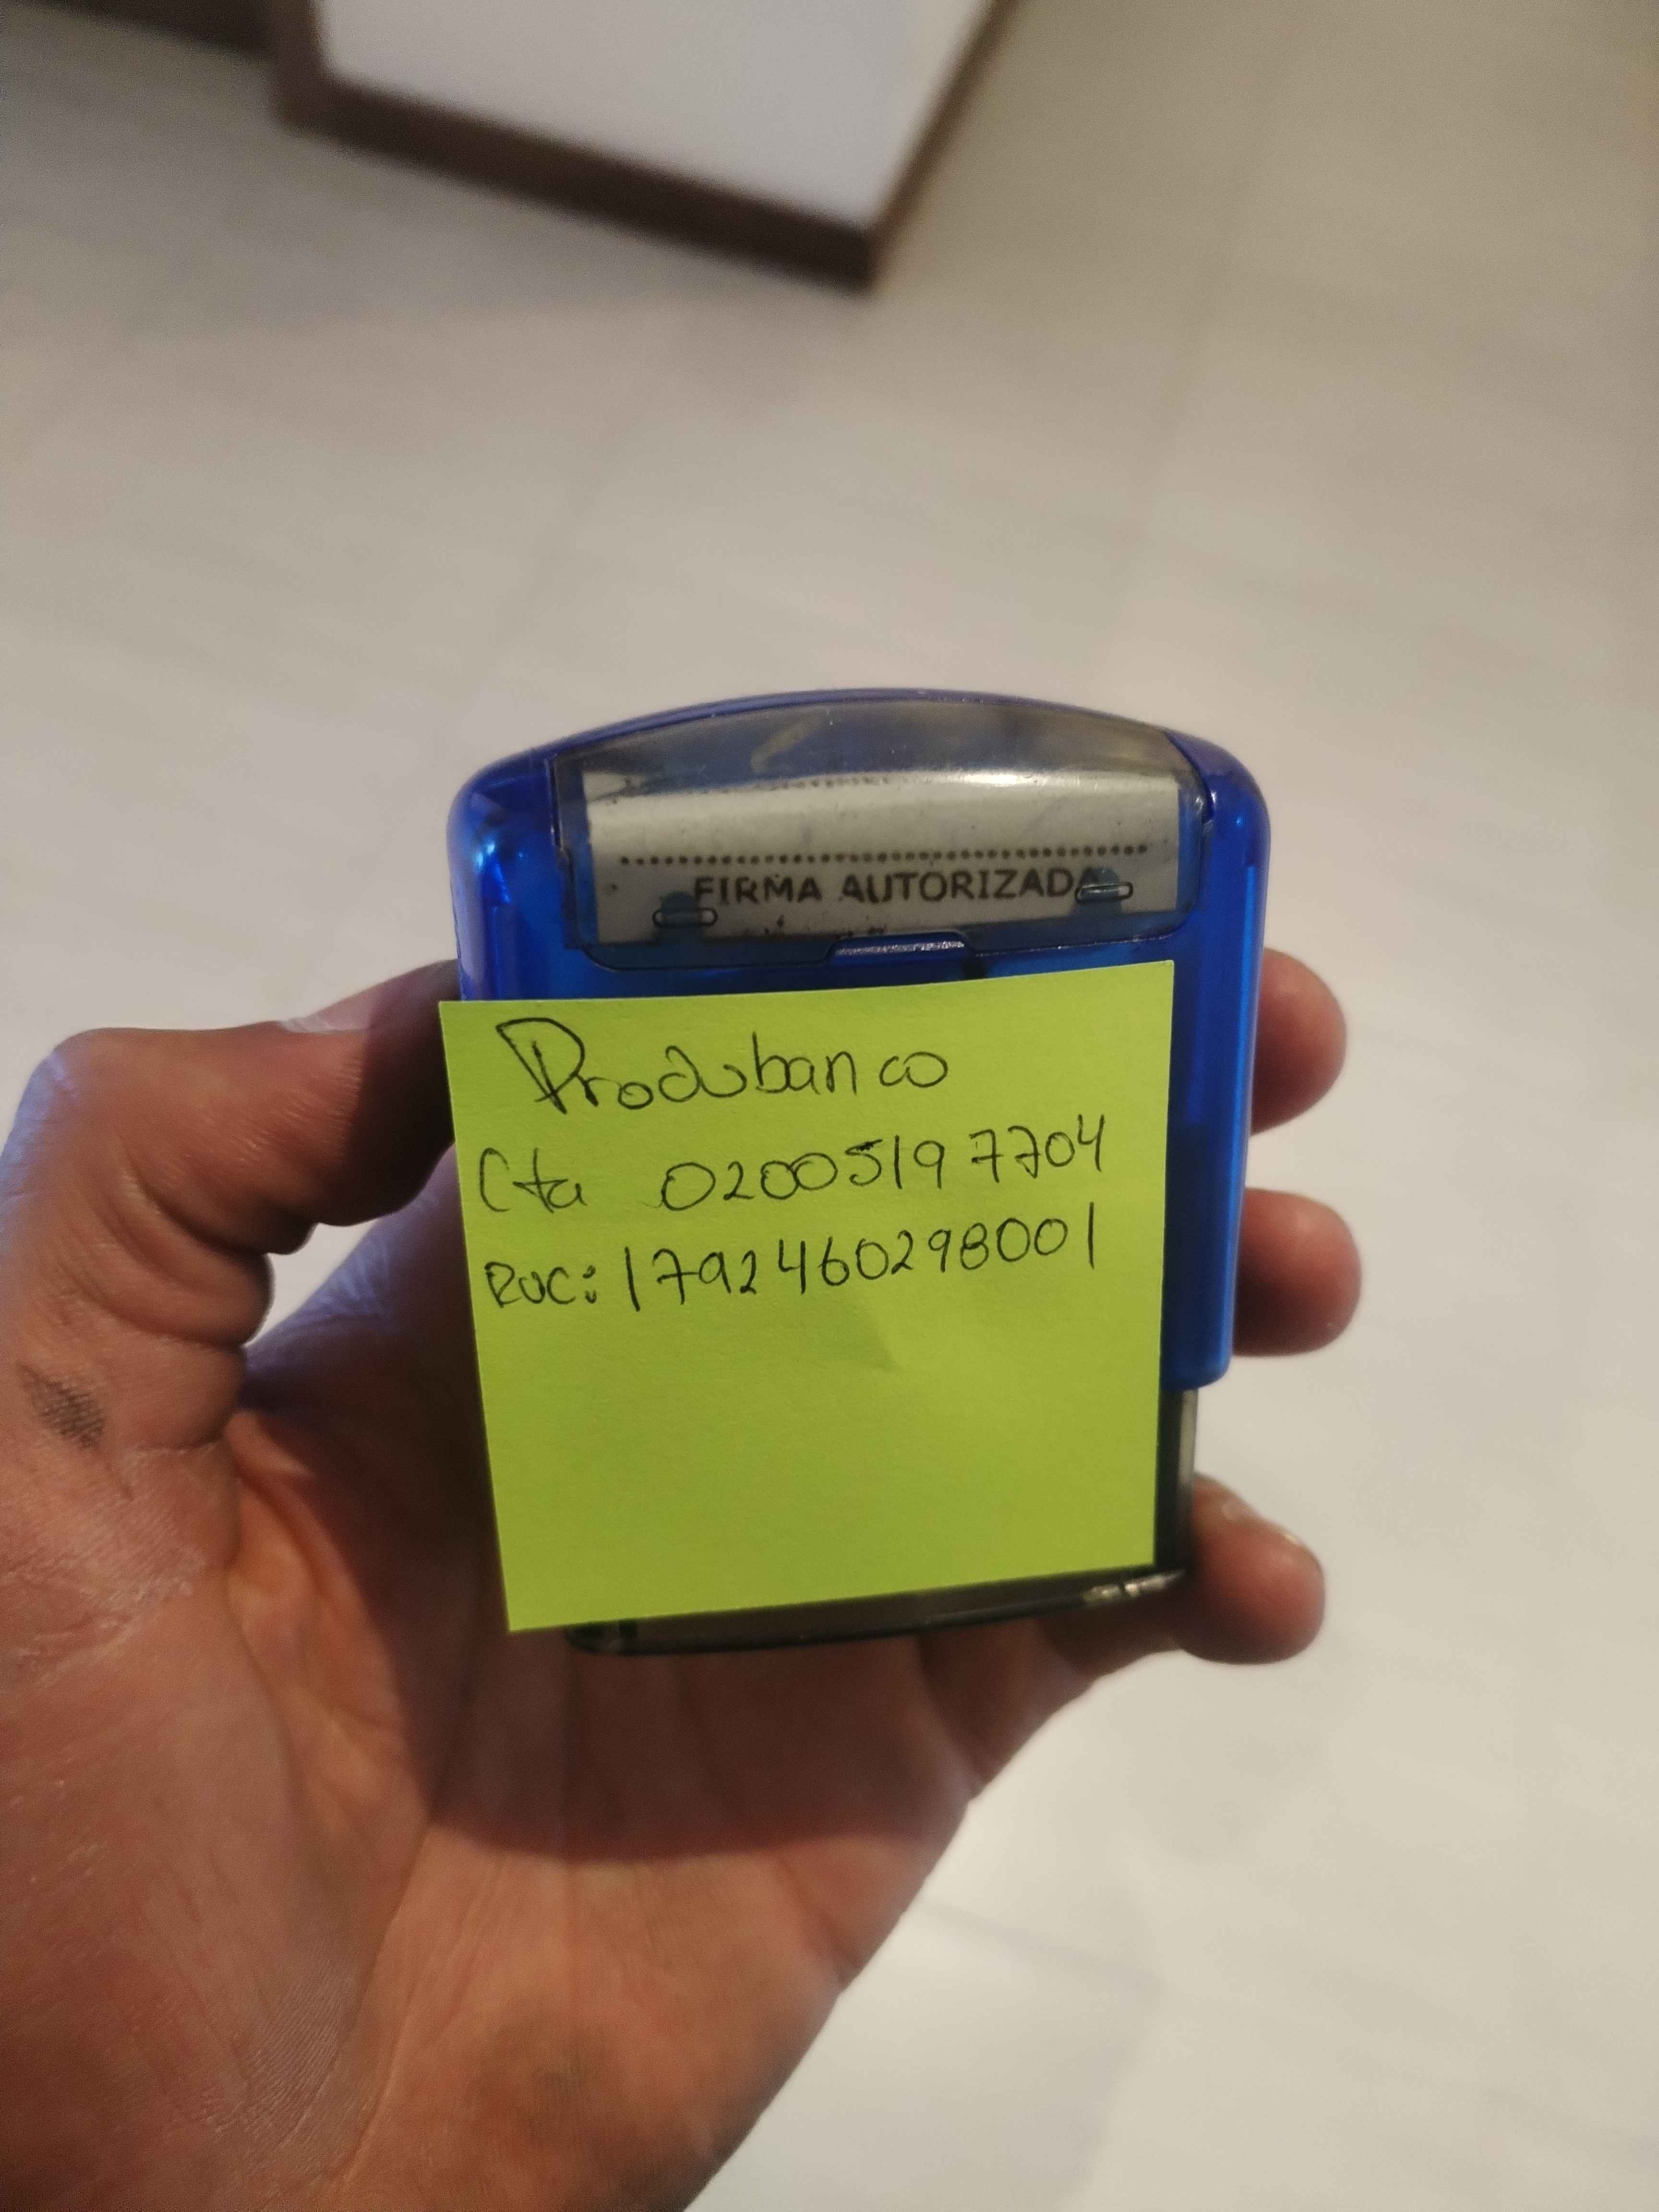 FIRMA AUTORIZADA
Produbanco
Cta 02005197704
RUC: 1792460298001